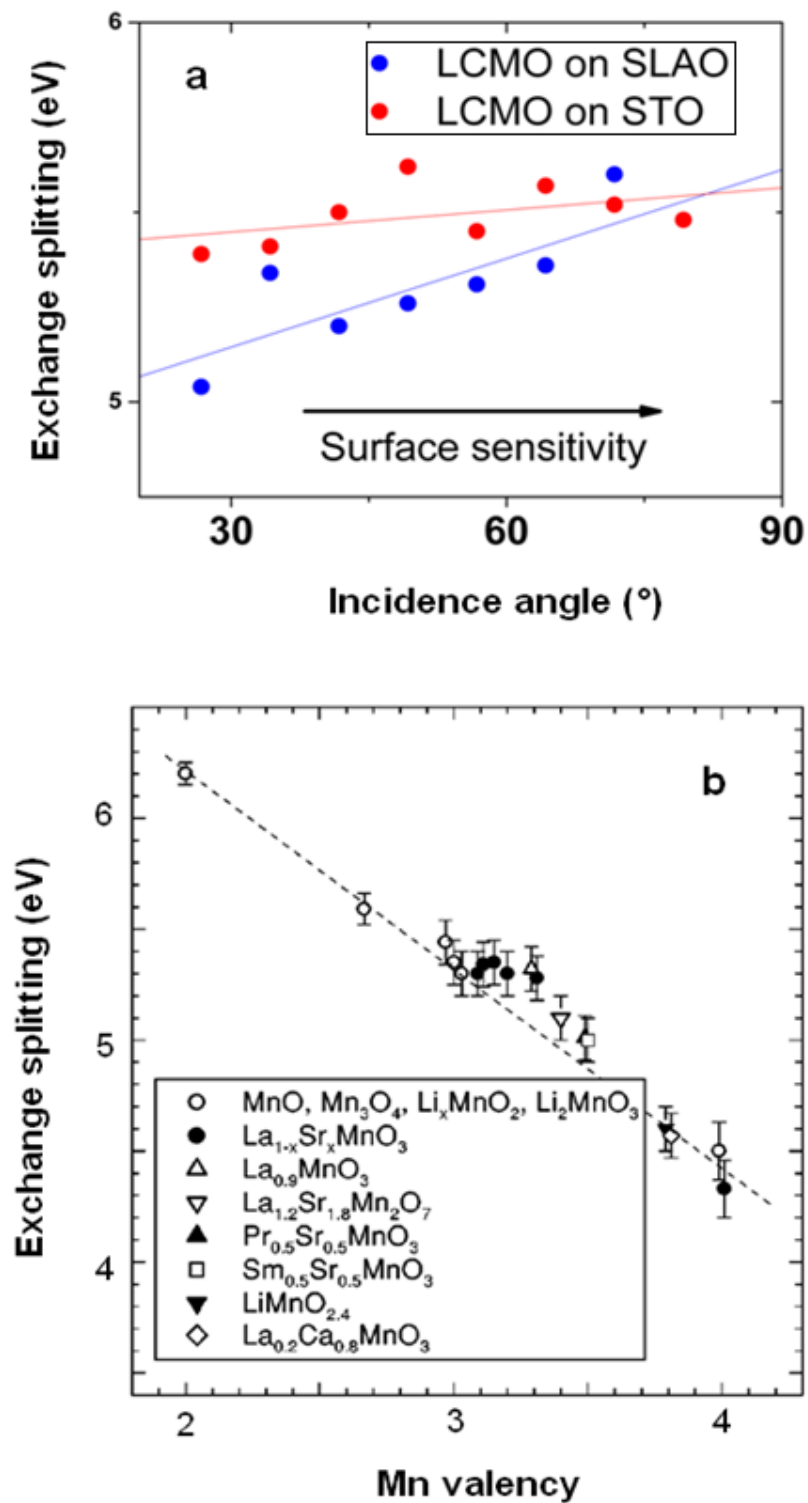 6
a
LCMO on SLAO
LCMO on STO
Exchange splitting (eV)
5
Surface sensitivity
30 60 90
Incidence angle (°)
b
6
Exchange splitting (eV)
5
MnO, Mn₃O₄, LiₓMnO₂, Li₂MnO₃
La₁₋ₓSrₓMnO₃
La₀.₉MnO₃
La₁.₂Sr₁.₈Mn₂O₇
Pr₀.₅Sr₀.₅MnO₃
Sm₀.₅Sr₀.₅MnO₃
LiMnO₂.₄
La₀.₂Ca₀.₈MnO₃
4
2 3 4
Mn valency